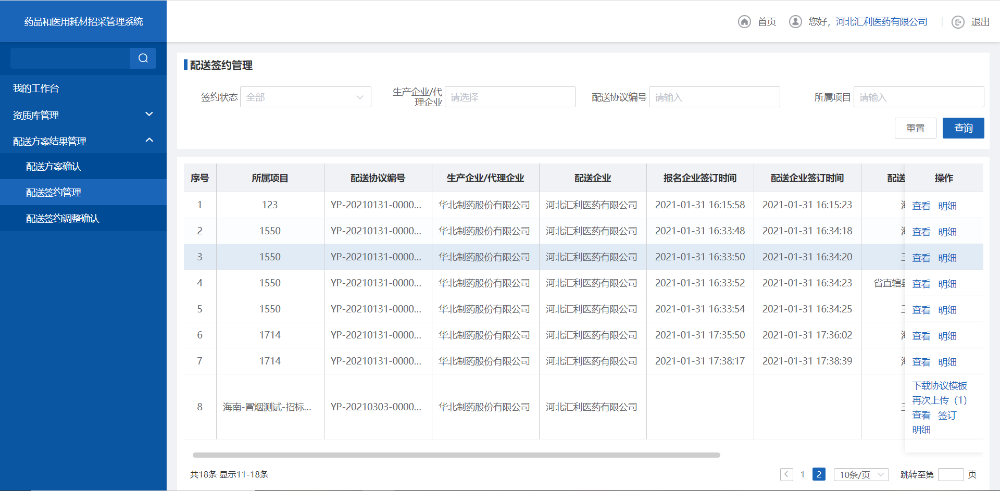 药品和医用耗材招采管理系统
首页 您好，河北汇利医药有限公司 退出
我的工作台
资质库管理
配送方案结果管理
配送方案确认
配送签约管理
配送签约调整确认
配送签约管理
签约状态 全部 生产企业/代理企业 请选择 配送协议编号 请输入 所属项目 请输入
重置 查询
序号 所属项目 配送协议编号 生产企业/代理企业 配送企业 报名企业签订时间 配送企业签订时间 配送 操作
1 123 YP-20210131-0000... 华北制药股份有限公司 河北汇利医药有限公司 2021-01-31 16:15:58 2021-01-31 16:15:23 查看 明细
2 1550 YP-20210131-0000... 华北制药股份有限公司 河北汇利医药有限公司 2021-01-31 16:33:48 2021-01-31 16:34:18 查看 明细
3 1550 YP-20210131-0000... 华北制药股份有限公司 河北汇利医药有限公司 2021-01-31 16:33:50 2021-01-31 16:34:20 查看 明细
4 1550 YP-20210131-0000... 华北制药股份有限公司 河北汇利医药有限公司 2021-01-31 16:33:52 2021-01-31 16:34:23 省直辖 查看 明细
5 1550 YP-20210131-0000... 华北制药股份有限公司 河北汇利医药有限公司 2021-01-31 16:33:54 2021-01-31 16:34:25 查看 明细
6 1714 YP-20210131-0000... 华北制药股份有限公司 河北汇利医药有限公司 2021-01-31 17:35:50 2021-01-31 17:36:02 查看 明细
7 1714 YP-20210131-0000... 华北制药股份有限公司 河北汇利医药有限公司 2021-01-31 17:38:17 2021-01-31 17:38:39 查看 明细
8 海南-冒烟测试-招标... YP-20210303-0000... 华北制药股份有限公司 河北汇利医药有限公司
下载协议模板
再次上传（1）
查看 签订
明细
共18条 显示11-18条 1 2 10条/页 跳转至第 页